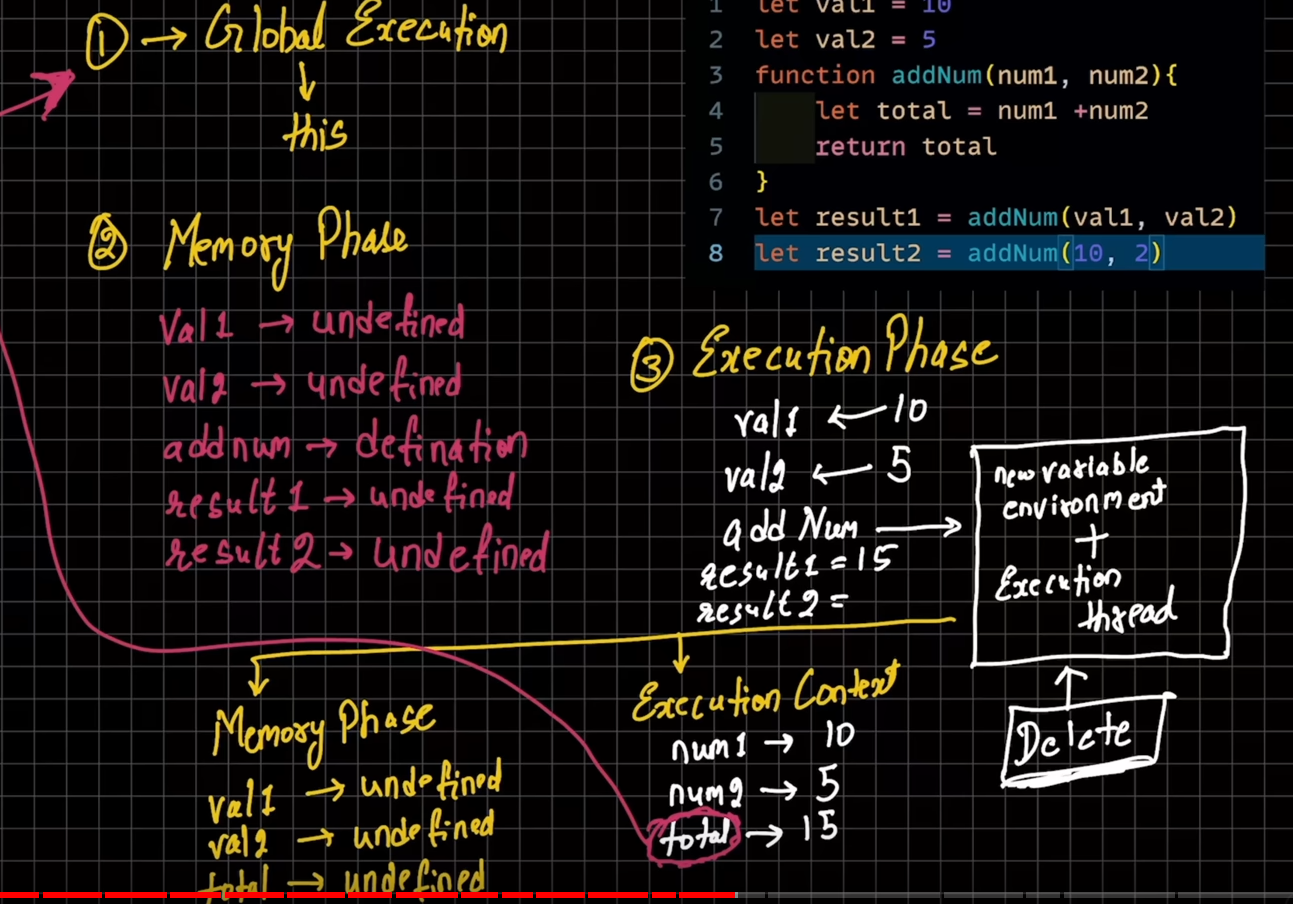 ① → Global Execution
↓
this
1 let val1 = 10
2 let val2 = 5
3 function addNum(num1, num2){
4 let total = num1 +num2
5 return total
6 }
7 let result1 = addNum(val1, val2)
8 let result2 = addNum(10, 2)
② Memory Phase
val1 → undefined
val2 → undefined
addnum → defination
result1 → undefined
result2 → undefined
③ Execution Phase
val1 ← 10
val2 ← 5
add Num →
result1 = 15
result2 =
new variable
environment
+
Execution
thread
Delete
Memory Phase
val1 → undefined
val2 → undefined
total → undefined
Execution Context
num1 → 10
num2 → 5
total → 15